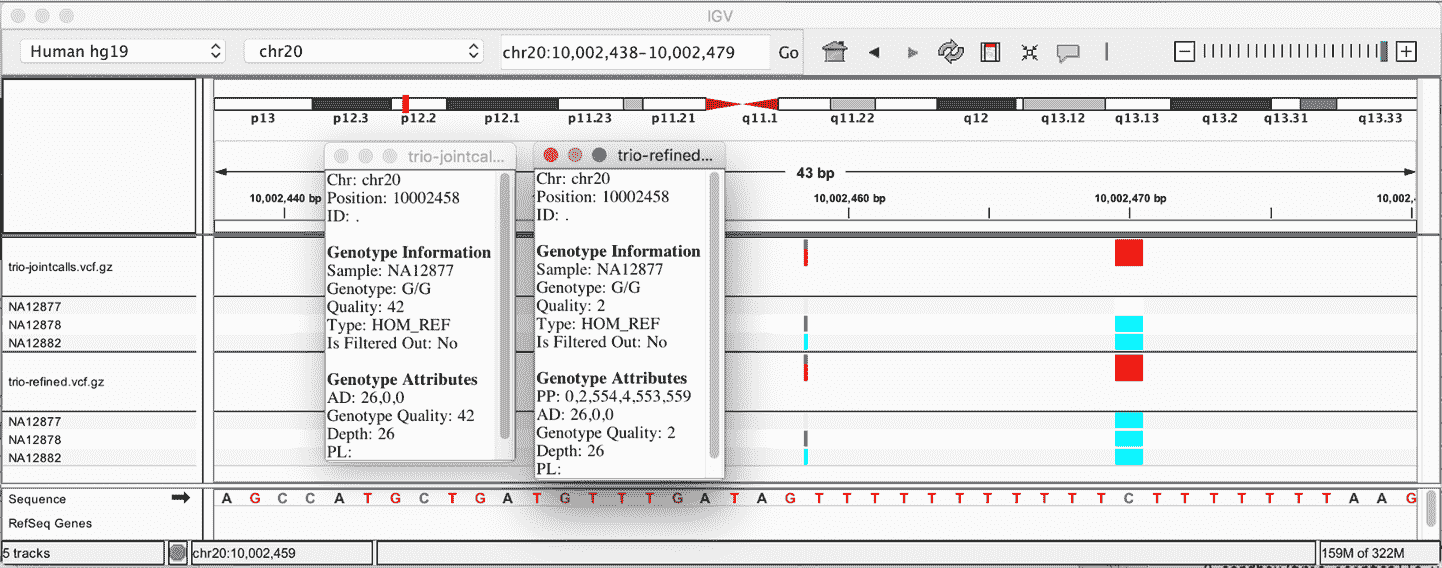 IGV
Human hg19 chr20 chr20:10,002,438-10,002,479 Go
p13 p12.3 p12.2 p12.1 p11.23 p11.21 q11.1 q11.22 q12 q13.12 q13.13 q13.2 q13.31 q13.33
43 bp
10,002,440 bp 10,002,460 bp 10,002,470 bp 10,002,4
trio-jointcal...
Chr: chr20
Position: 10002458
ID: .
Genotype Information
Sample: NA12877
Genotype: G/G
Quality: 42
Type: HOM_REF
Is Filtered Out: No
Genotype Attributes
AD: 26,0,0
Genotype Quality: 42
Depth: 26
PL:
trio-refined...
Chr: chr20
Position: 10002458
ID: .
Genotype Information
Sample: NA12877
Genotype: G/G
Quality: 2
Type: HOM_REF
Is Filtered Out: No
Genotype Attributes
PP: 0,2,554,4,553,559
AD: 26,0,0
Genotype Quality: 2
Depth: 26
PL:
trio-jointcalls.vcf.gz
NA12877
NA12878
NA12882
trio-refined.vcf.gz
NA12877
NA12878
NA12882
Sequence A G C C A T G C T G A T G T T T G A T A G T T T T T T T T T T T C T T T T T T T A A G
RefSeq Genes
5 tracks chr20:10,002,459 159M of 322M